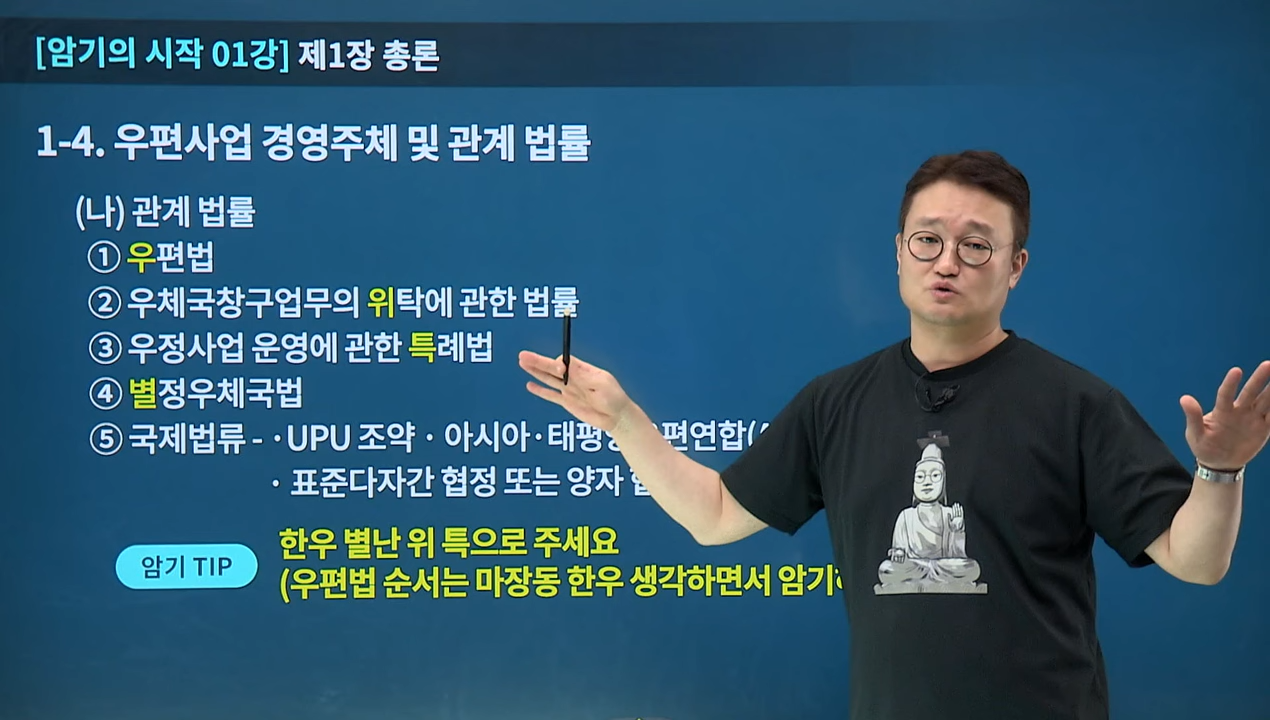 [암기의 시작 01강] 제1장 총론
1-4. 우편사업 경영주체 및 관계 법률
(나) 관계 법률
① 우편법
② 우체국창구업무의 위탁에 관한 법률
③ 우정사업 운영에 관한 특례법
④ 별정우체국법
⑤ 국제법류 - ·UPU 조약 · 아시아·태평양우편연합(
· 표준다자간 협정 또는 양자
암기 TIP
한우 별난 위 특으로 주세요
(우편법 순서는 마장동 한우 생각하면서 암기